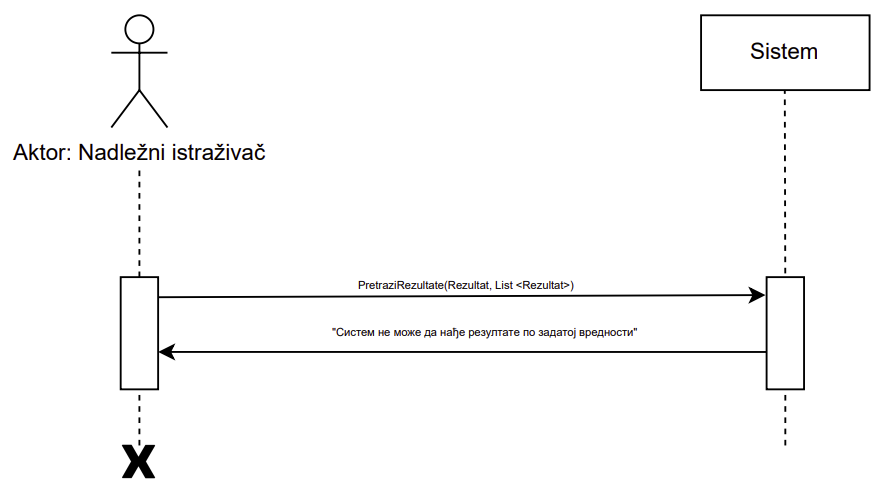 Sistem
Aktor: Nadležni istraživač
PretraziRezultate(Rezultat, List <Rezultat>)
"Систем не може да нађе резултате по задатој вредности"